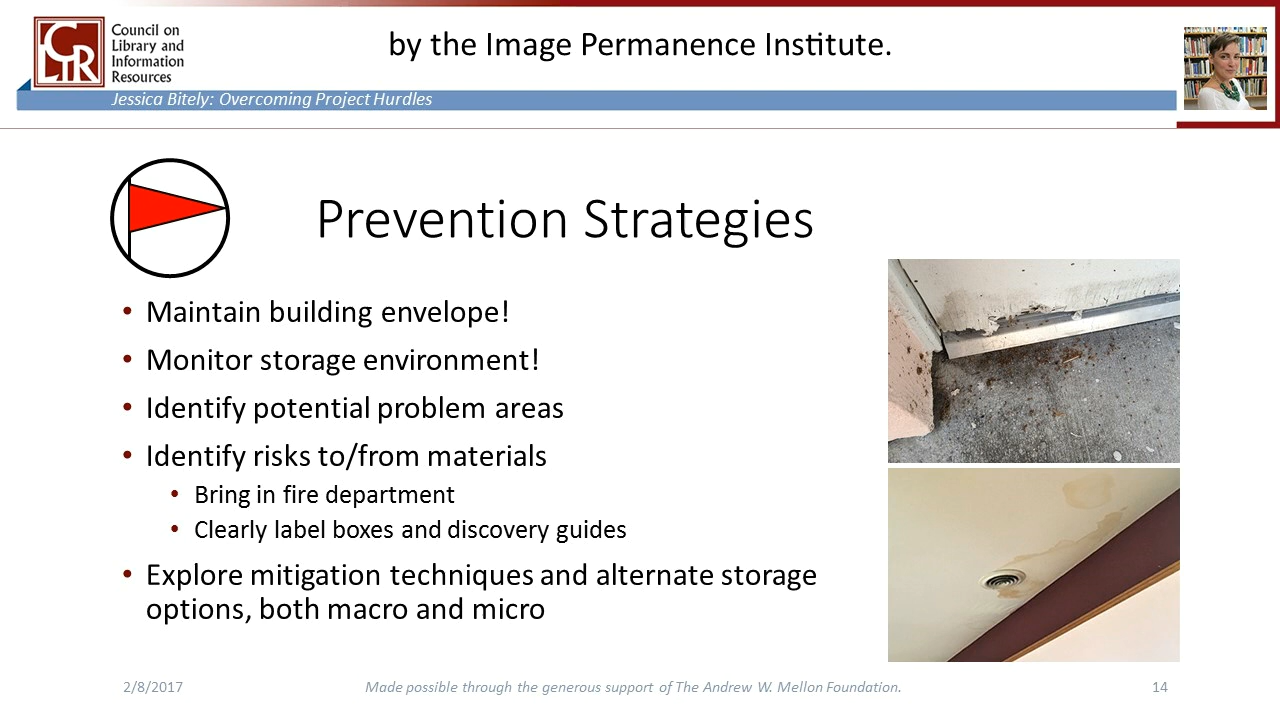 CLIR
Council on
Library and
Information
Resources
by the Image Permanence Institute.
Jessica Bitely: Overcoming Project Hurdles
Prevention Strategies
• Maintain building envelope!
• Monitor storage environment!
• Identify potential problem areas
• Identify risks to/from materials
• Bring in fire department
• Clearly label boxes and discovery guides
• Explore mitigation techniques and alternate storage
options, both macro and micro
2/8/2017
Made possible through the generous support of The Andrew W. Mellon Foundation.
14